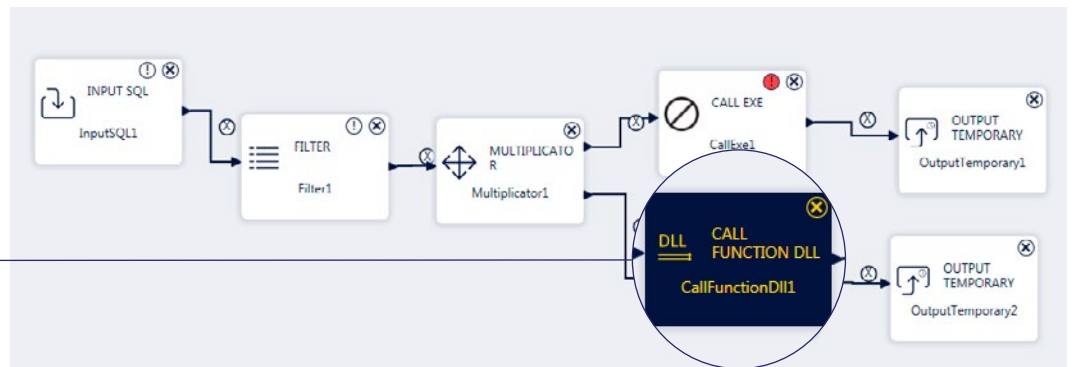 INPUT SQL
InputSQL1
FILTER
Filter1
MULTIPLICATO
R
Multiplicator1
CALL EXE
CallExe1
OUTPUT
TEMPORARY
OutputTemporary1
DLL
CALL
FUNCTION DLL
CallFunctionDll1
OUTPUT
TEMPORARY
OutputTemporary2